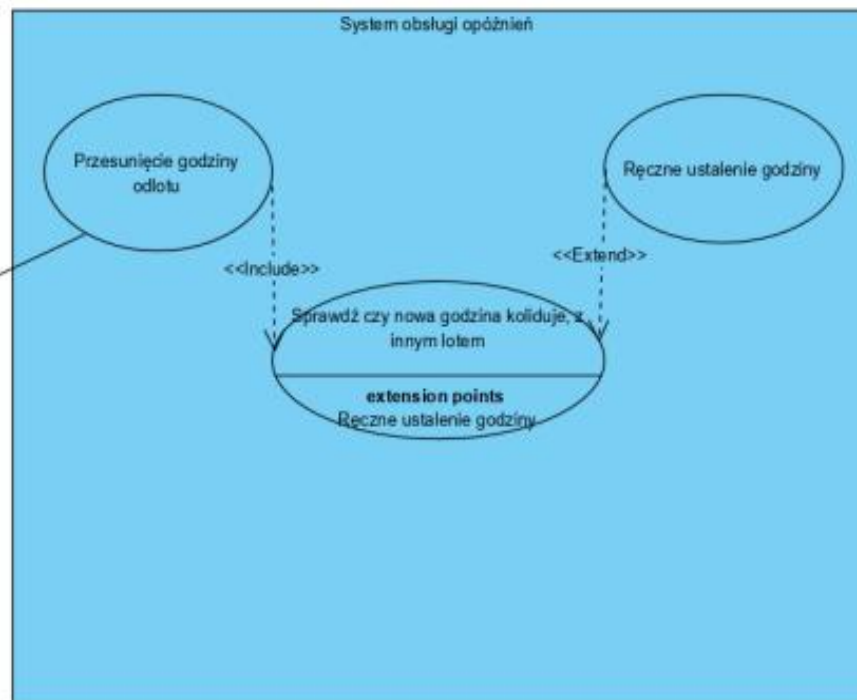 System obsługi opóźnień
Przesunięcie godziny
odlotu
Ręczne ustalenie godziny
<<Include>>
<<Extend>>
Sprawdź czy nowa godzina koliduje, z
innym lotem
extension points
Ręczne ustalenie godziny